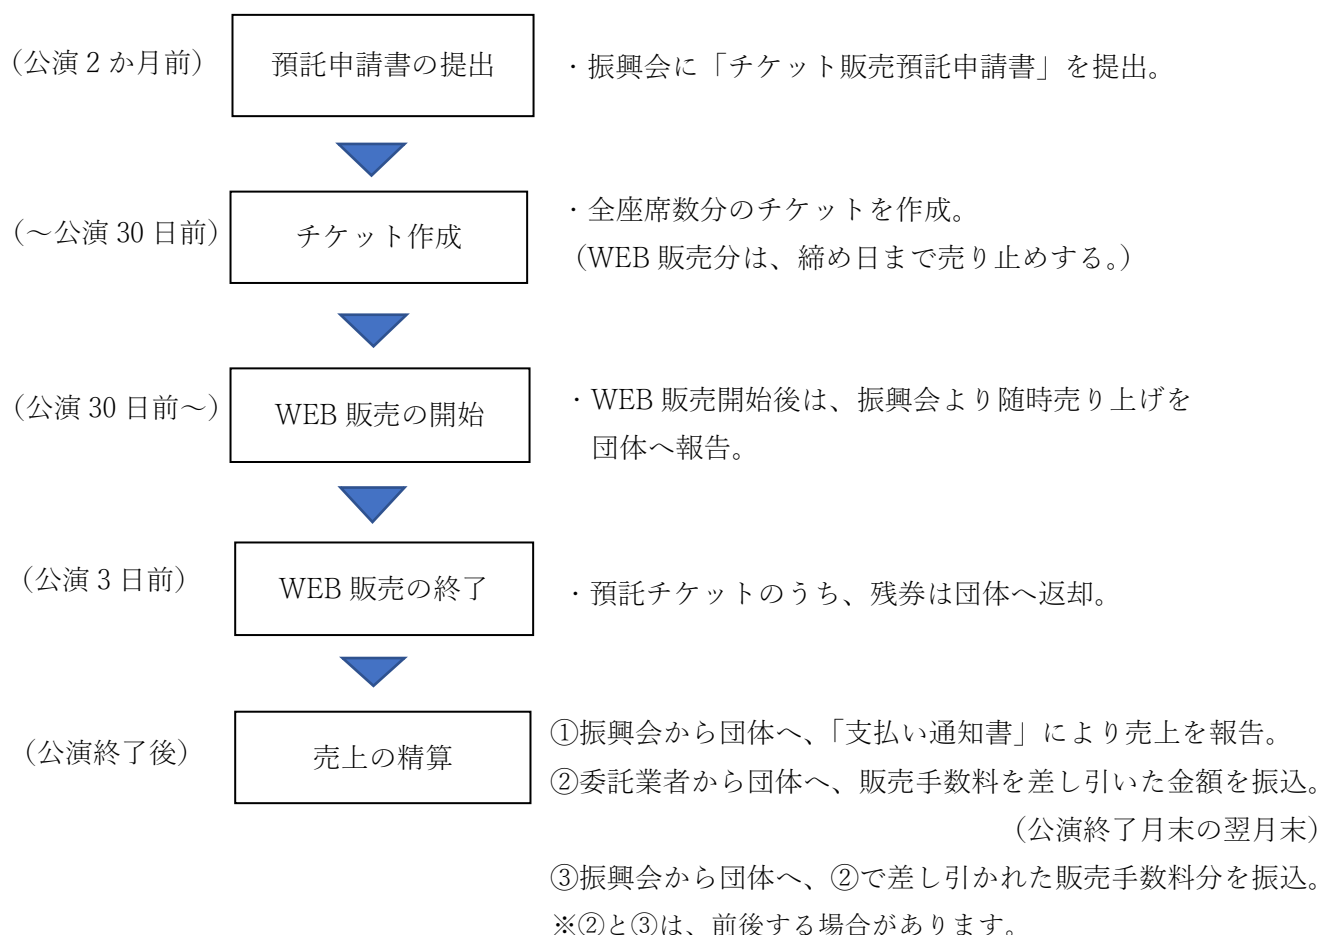 （公演２か月前）
預託申請書の提出
・振興会に「チケット販売預託申請書」を提出。
（～公演 30 日前）
チケット作成
・全座席数分のチケットを作成。
（WEB 販売分は、締め日まで売り止めする。）
（公演 30 日前～）
WEB 販売の開始
・WEB 販売開始後は、振興会より随時売り上げを
団体へ報告。
（公演 3 日前）
WEB 販売の終了
・預託チケットのうち、残券は団体へ返却。
（公演終了後）
売上の精算
①振興会から団体へ、「支払い通知書」により売上を報告。
②委託業者から団体へ、販売手数料を差し引いた金額を振込。
（公演終了月末の翌月末）
③振興会から団体へ、②で差し引かれた販売手数料分を振込。
※②と③は、前後する場合があります。